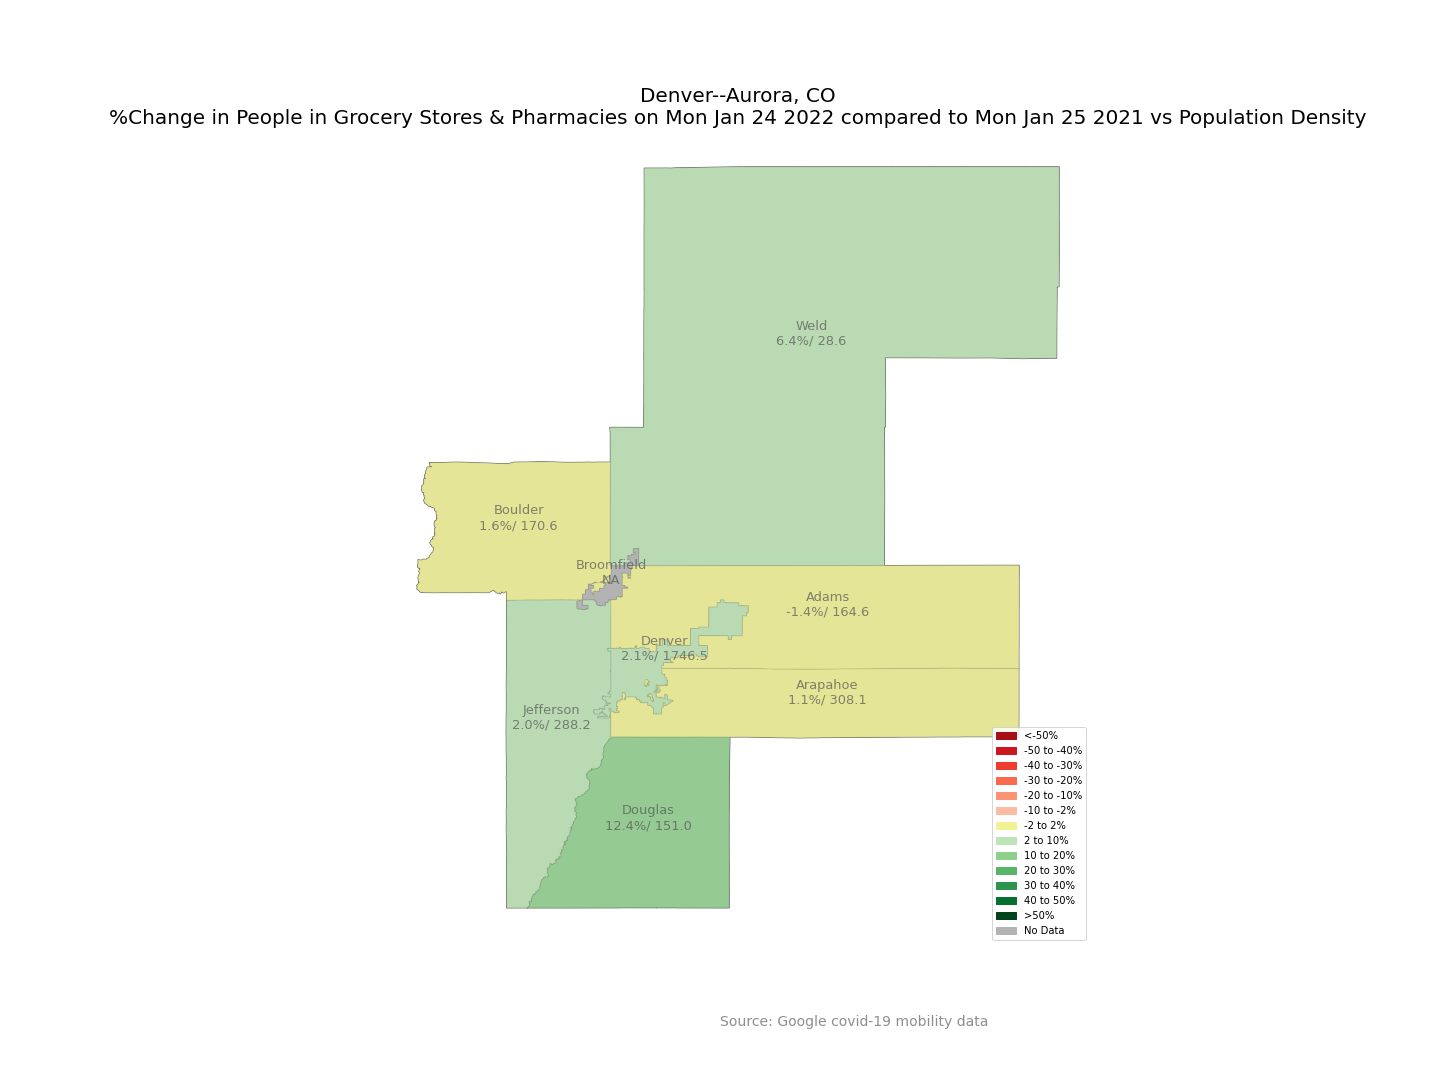 Denver--Aurora, CO
%Change in People in Grocery Stores & Pharmacies on Mon Jan 24 2022 compared to Mon Jan 25 2021 vs Population Density
Weld
6.4%/ 28.6
Boulder
1.6%/ 170.6
Broomfield
NA
Adams
-1.4%/ 164.6
Denver
2.1%/ 1746.5
Arapahoe
1.1%/ 308.1
Jefferson
2.0%/ 288.2
Douglas
12.4%/ 151.0
<-50%
-50 to -40%
-40 to -30%
-30 to -20%
-20 to -10%
-10 to -2%
-2 to 2%
2 to 10%
10 to 20%
20 to 30%
30 to 40%
40 to 50%
>50%
No Data
Source: Google covid-19 mobility data